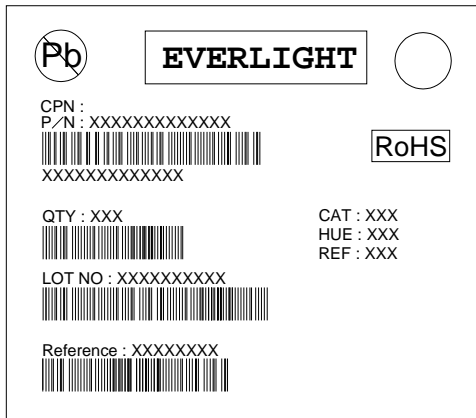 Pb
EVERLIGHT
CPN :
P/N : XXXXXXXXXXXXX
RoHS
XXXXXXXXXXXXX
QTY : XXX
CAT : XXX
HUE : XXX
REF : XXX
LOT NO : XXXXXXXXXX
Reference : XXXXXXXX